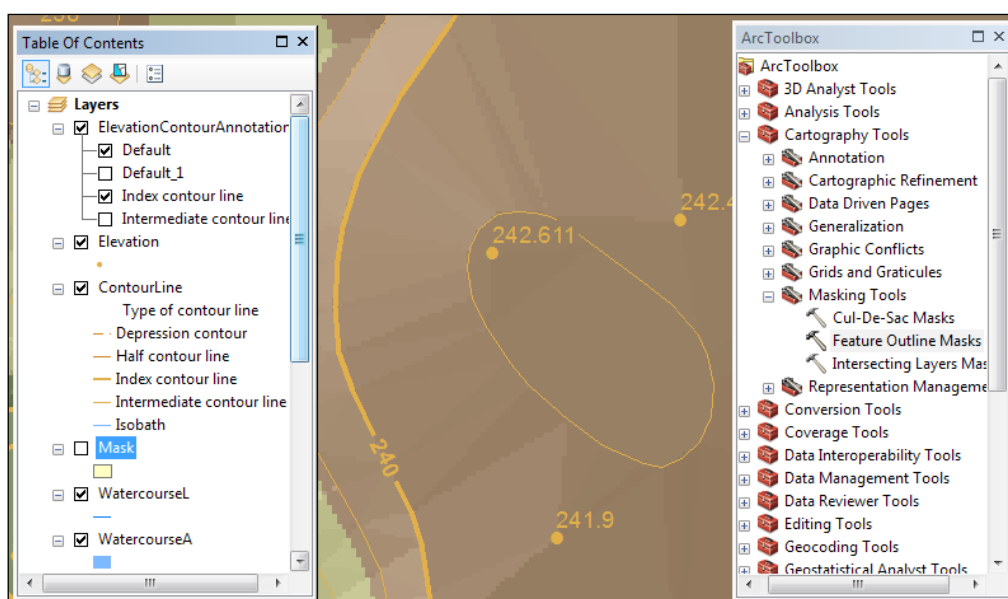 238
Table Of Contents
Layers
ElevationContourAnnotation
Default
Default_1
Index contour line
Intermediate contour line
Elevation
ContourLine
Type of contour line
Depression contour
Half contour line
Index contour line
Intermediate contour line
Isobath
Mask
WatercourseL
WatercourseA
242.611
242.4
240
241.9
ArcToolbox
ArcToolbox
3D Analyst Tools
Analysis Tools
Cartography Tools
Annotation
Cartographic Refinement
Data Driven Pages
Generalization
Graphic Conflicts
Grids and Graticules
Masking Tools
Cul-De-Sac Masks
Feature Outline Masks
Intersecting Layers Mas
Representation Manageme
Conversion Tools
Coverage Tools
Data Interoperability Tools
Data Management Tools
Data Reviewer Tools
Editing Tools
Geocoding Tools
Geostatistical Analyst Tools